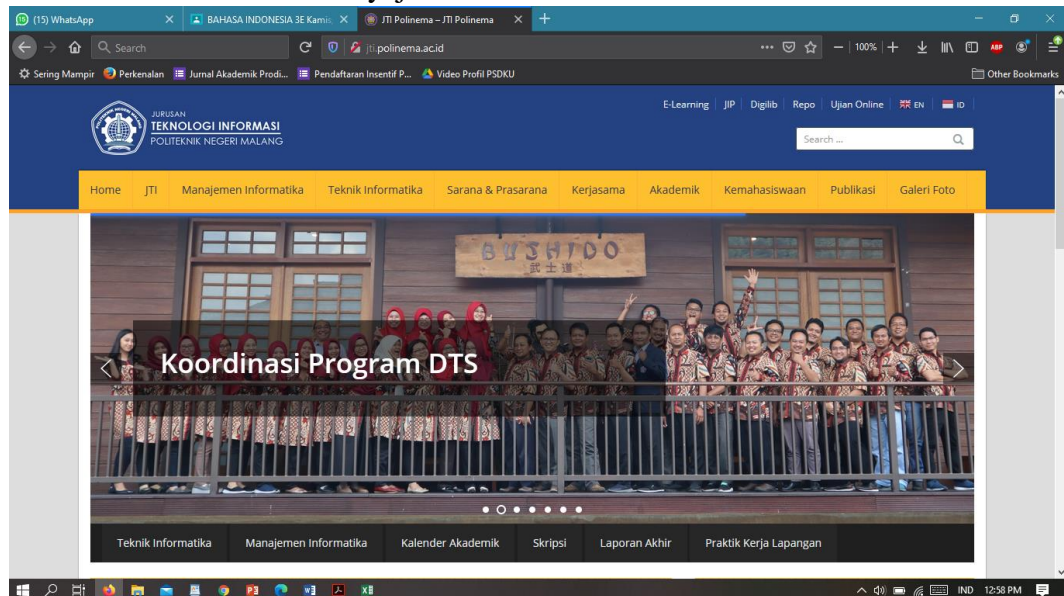 (15) WhatsApp
BAHASA INDONESIA 3E Kamis,
JTI Polinema – JTI Polinema
Search
jti.polinema.ac.id
100%
Sering Mampir
Perkenalan
Jurnal Akademik Prodi...
Pendaftaran Insentif P...
Video Profil PSDKU
Other Bookmarks
JURUSAN
TEKNOLOGI INFORMASI
POLITEKNIK NEGERI MALANG
E-Learning JIP Digilib Repo Ujian Online EN ID
Search ...
Home JTI Manajemen Informatika Teknik Informatika Sarana & Prasarana Kerjasama Akademik Kemahasiswaan Publikasi Galeri Foto
BUSHIDO
武士道
Koordinasi Program DTS
Teknik Informatika Manajemen Informatika Kalender Akademik Skripsi Laporan Akhir Praktik Kerja Lapangan
IND 12:58 PM